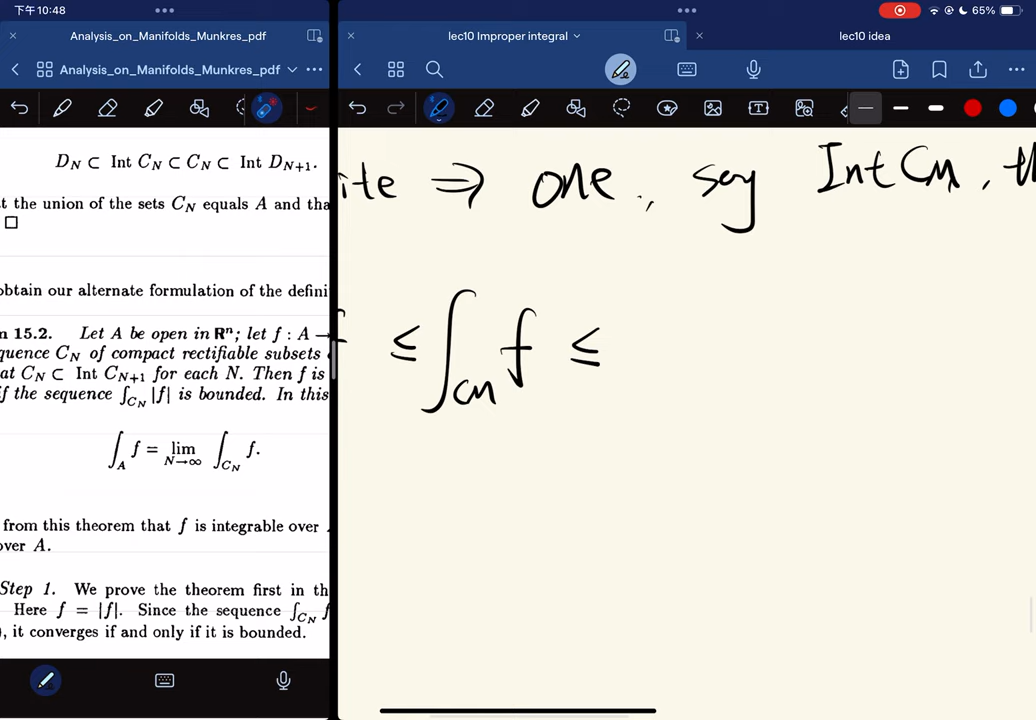 下午10:48
65%
Analysis_on_Manifolds_Munkres_pdf
lec10 Improper integral
lec10 idea
Analysis_on_Manifolds_Munkres_pdf
D_N ⊂ Int C_N ⊂ C_N ⊂ Int D_{N+1}.
t the union of the sets C_N equals A and tha
□
obtain our alternate formulation of the defini
m 15.2. Let A be open in R^n; let f : A →
quence C_N of compact rectifiable subsets
at C_N ⊂ Int C_{N+1} for each N. Then f is
if the sequence ∫_{C_N} |f| is bounded. In this
∫_A f = lim_{N→∞} ∫_{C_N} f.
from this theorem that f is integrable over
over A.
Step 1. We prove the theorem first in th
Here f = |f|. Since the sequence ∫_{C_N} f
), it converges if and only if it is bounded.
ite ⇒ one., say Int C_M, th
≤ ∫_{C_M} f ≤